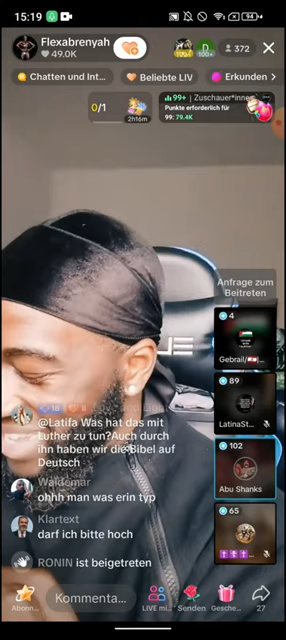 15:19
94
Flexabrenyah
49.0K
372
100+
Chatten und Int...
Beliebte LIV
Erkunden
0/1
2h16m
99+ | Zuschauer*innen
Punkte erforderlich für
99: 79.4K
Anfrage zum
Beitreten
4
Gebrail/
89
LatinaSt...
102
Abu Shanks
65
@Latifa Was hat das mit
Luther zu tun?Auch durch
ihn haben wir die Bibel auf
Deutsch
Waldemar
ohhh man was erin typ
Klartext
darf ich bitte hoch
RONIN ist beigetreten
Abonn...
Kommenta...
LIVE mi...
Senden
Gesche...
27